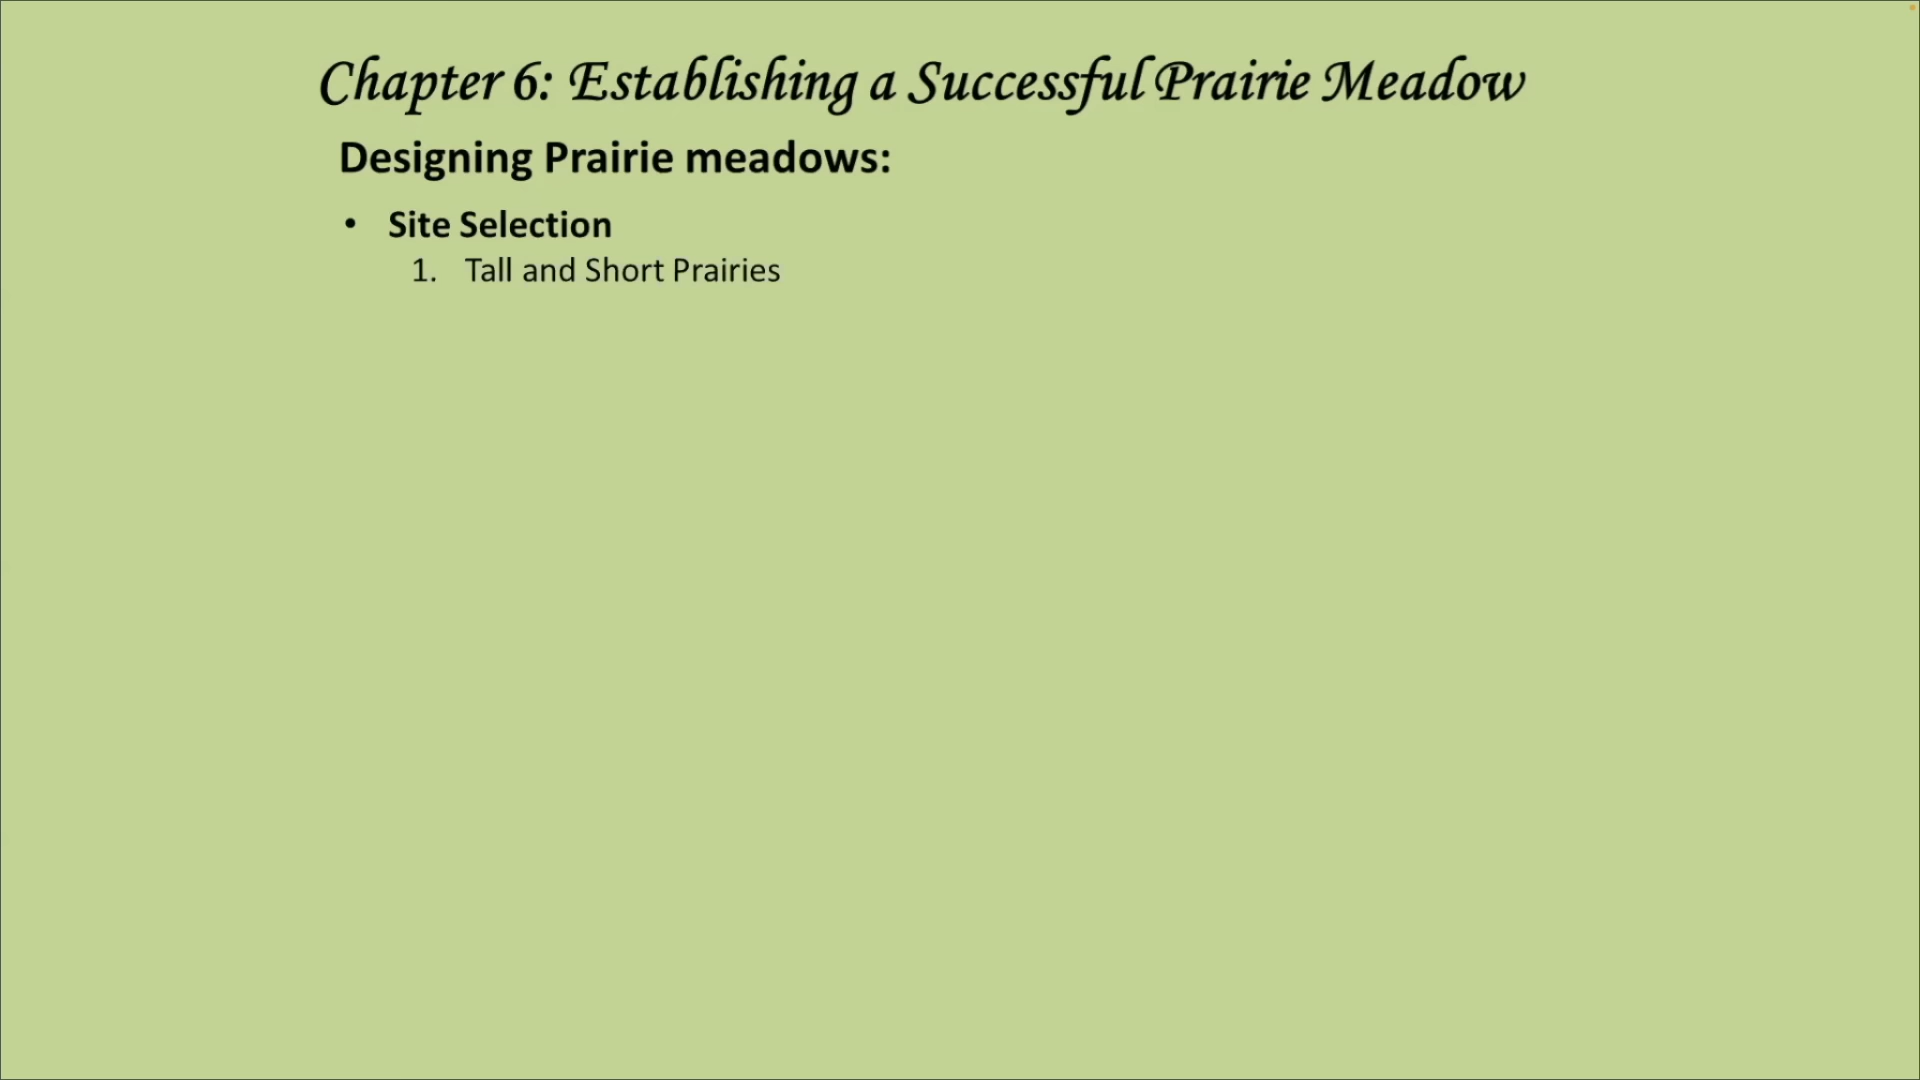 Chapter 6: Establishing a Successful Prairie Meadow
Designing Prairie meadows:
• Site Selection
1. Tall and Short Prairies